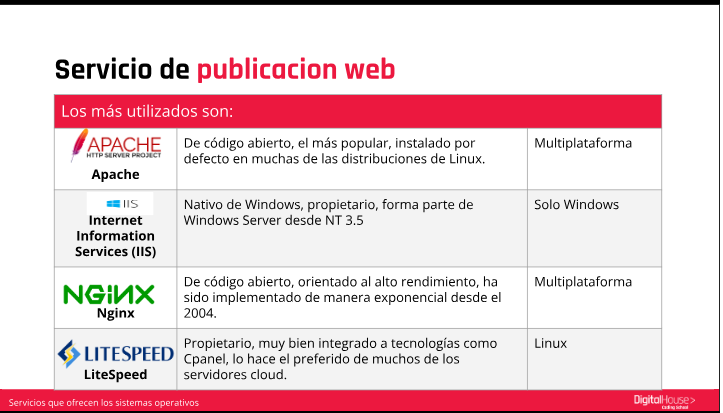 Servicio de publicacion web
Los más utilizados son:
APACHE
HTTP SERVER PROJECT
Apache
De código abierto, el más popular, instalado por
defecto en muchas de las distribuciones de Linux.
Multiplataforma
IIS
Internet
Information
Services (IIS)
Nativo de Windows, propietario, forma parte de
Windows Server desde NT 3.5
Solo Windows
NGINX
Nginx
De código abierto, orientado al alto rendimiento, ha
sido implementado de manera exponencial desde el
2004.
Multiplataforma
LITESPEED
LiteSpeed
Propietario, muy bien integrado a tecnologías como
Cpanel, lo hace el preferido de muchos de los
servidores cloud.
Linux
Servicios que ofrecen los sistemas operativos
DigitalHouse>
Coding School